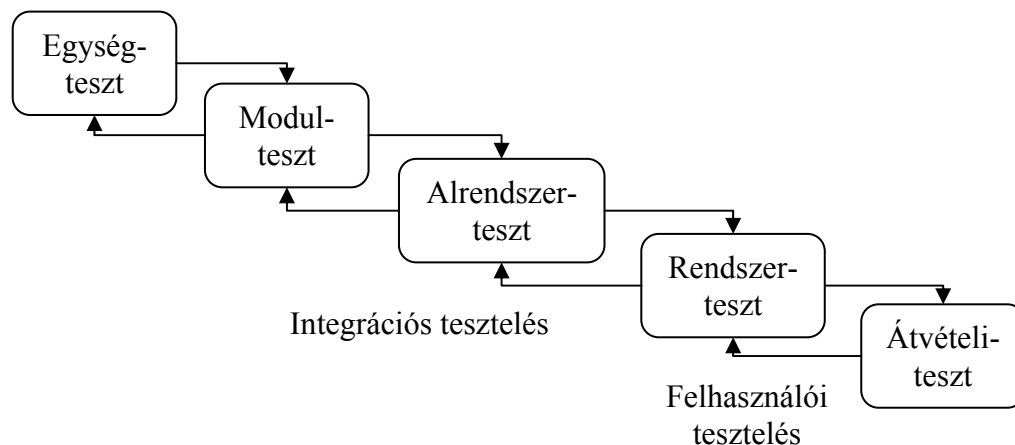 Egység-
teszt
Modul-
teszt
Alrendszer-
teszt
Rendszer-
teszt
Integrációs tesztelés
Átvételi-
teszt
Felhasználói
tesztelés